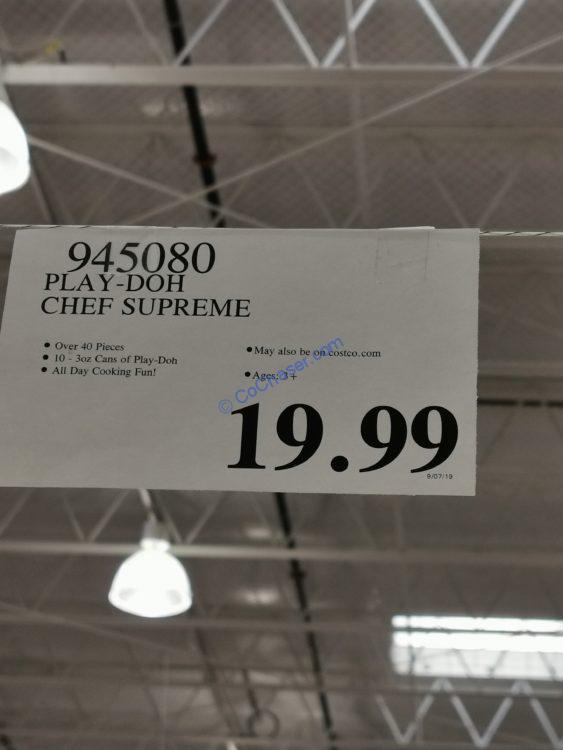 945080
PLAY-DOH
CHEF SUPREME
• Over 40 Pieces
• 10 - 3oz Cans of Play-Doh
• All Day Cooking Fun!
• May also be on costco.com
• Ages: 3+
© CoChaser.com
19.99
9/07/19